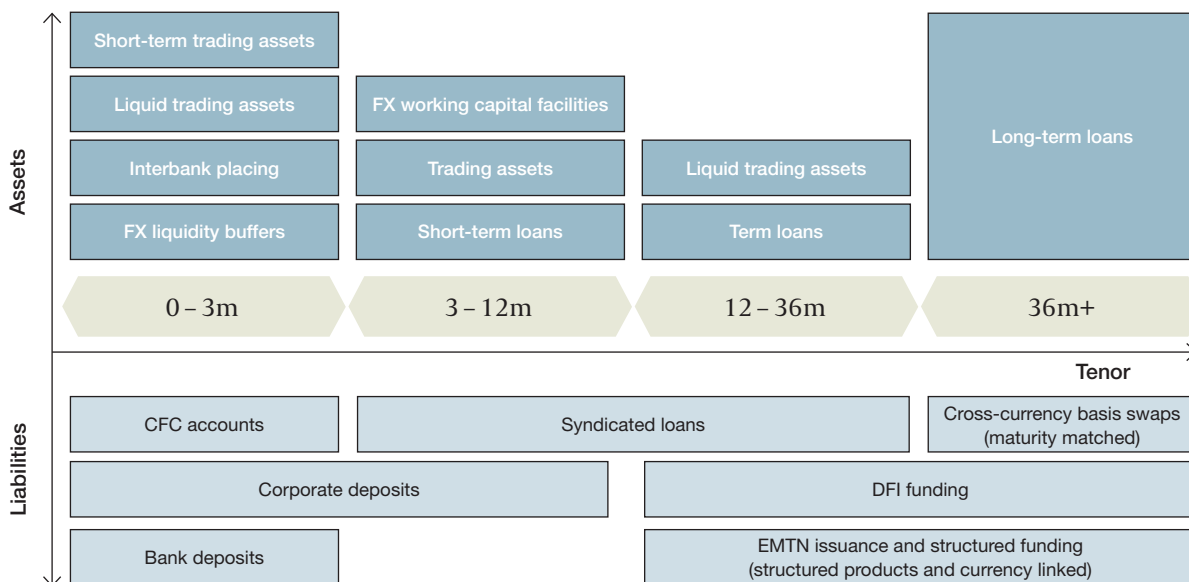 Assets
Short-term trading assets
Liquid trading assets
FX working capital facilities
Long-term loans
Interbank placing
Trading assets
Liquid trading assets
FX liquidity buffers
Short-term loans
Term loans
0 – 3m
3 – 12m
12 – 36m
36m+
Tenor
Liabilities
CFC accounts
Syndicated loans
Cross-currency basis swaps
(maturity matched)
Corporate deposits
DFI funding
Bank deposits
EMTN issuance and structured funding
(structured products and currency linked)